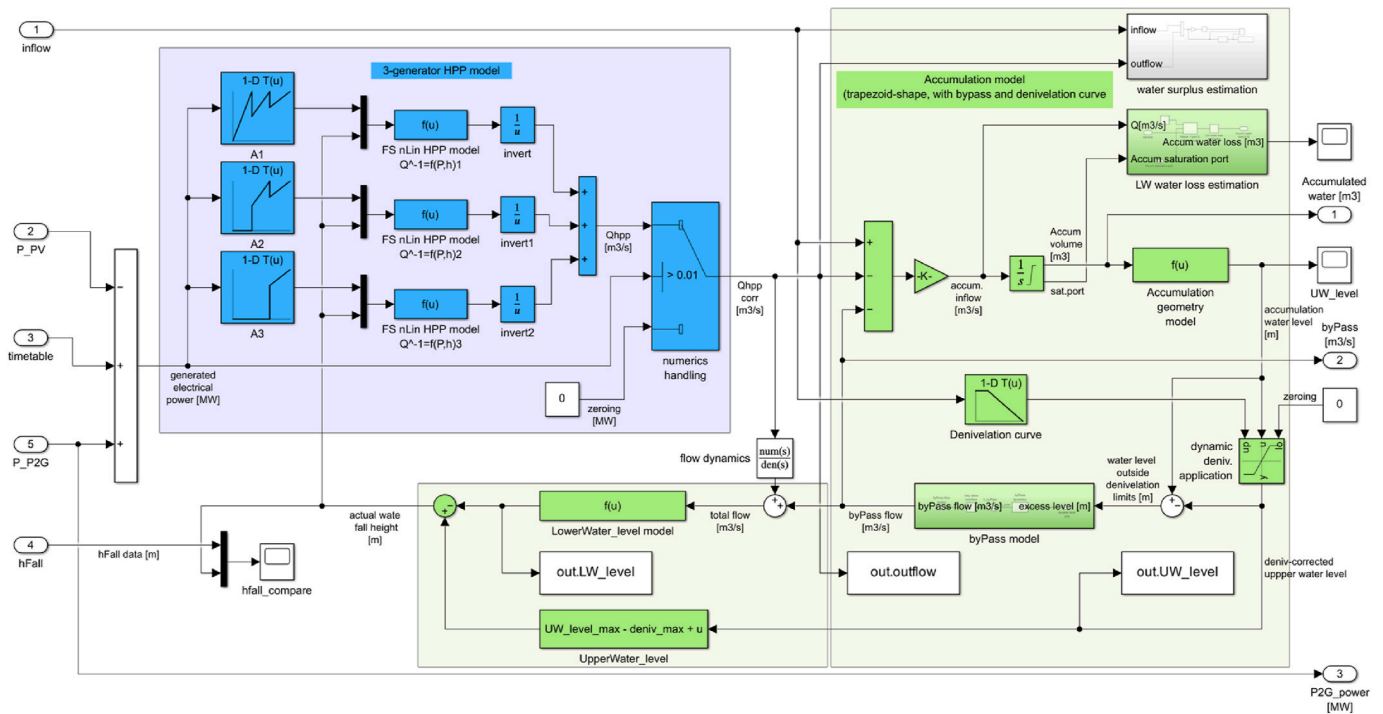 1
inflow
3-generator HPP model
1-D T(u)
A1
1-D T(u)
A2
1-D T(u)
A3
f(u)
FS nLin HPP model
Q^-1=f(P,h)1
1
u
invert
f(u)
FS nLin HPP model
Q^-1=f(P,h)2
1
u
invert1
f(u)
FS nLin HPP model
Q^-1=f(P,h)3
1
u
invert2
+
+
+
Qhpp
[m3/s]
> 0.01
numerics
handling
0
zeroing
[MW]
2
P_PV
3
timetable
5
P_P2G
4
hFall
−
+
+
generated
electrical
power [MW]
hFall data [m]
hfall_compare
actual wate
fall height
[m]
Qhpp
corr
[m3/s]
flow dynamics
num(s)
den(s)
−
+
f(u)
LowerWater_level model
total flow
[m3/s]
+
+
out.LW_level
UW_level_max - deniv_max + u
UpperWater_level
Accumulation model
(trapezoid-shape, with bypass and denivelation curve
inflow
outflow
water surplus estimation
Q[m3/s]
Accum water loss [m3]
Accum saturation port
LW water loss estimation
Accumulated
water [m3]
1
+
−
−
-K-
accum.
inflow
[m3/s]
1
s
Accum
volume
[m3]
sat.port
f(u)
Accumulation
geometry
model
UW_level
accumulation
water level
[m]
byPass
[m3/s]
2
1-D T(u)
Denivelation curve
zeroing
0
up
u
lo
y
dynamic
deniv.
application
water level
outside
denivelation
limits [m]
+
−
byPass flow [m3/s]
excess level [m]
byPass model
byPass flow
[m3/s]
out.outflow
out.UW_level
deniv-corrected
uppper water level
3
P2G_power
[MW]